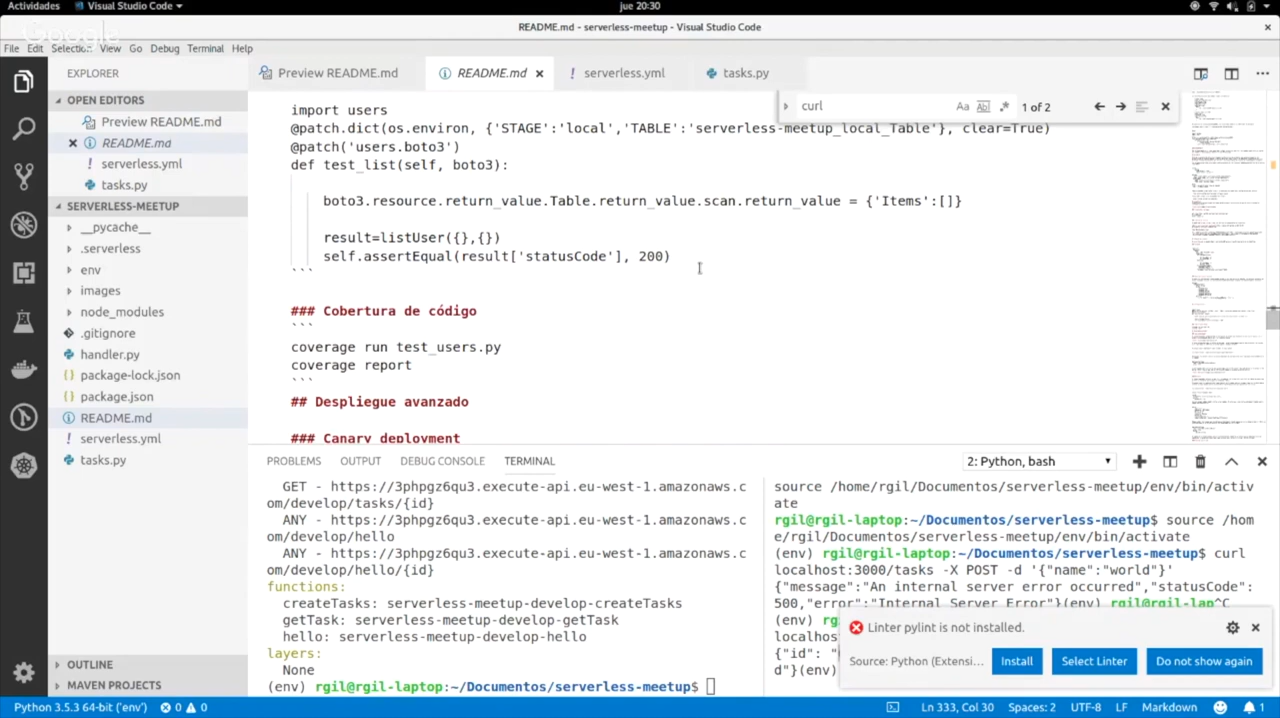 Actividades
Visual Studio Code
jue 20:30
README.md - serverless-meetup - Visual Studio Code
Google
File Edit Selection View Go Debug Terminal Help
EXPLORER
OPEN EDITORS
Preview README.md
README.md
serverless.yml
tasks.py
SERVERLESS-MEETUP
__pycache__
.serverless
env
images
node_modules
.gitignore
handler.py
package-lock.json
package.json
README.md
serverless.yml
tasks.py
OUTLINE
MAVEN PROJECTS
Preview README.md
README.md
serverless.yml
tasks.py
curl
1 of 2
import users
@patch.dict(os.environ, {'STAGE':'local','TABLE':'serverless-meetup_local_Table'}, clear=True)
@patch('users.boto3')
return_value.Table.return_value.scan.return_value = {'Items':[]}
assertEqual(result['statusCode'], 200)
```
### Cobertura de código
```
coverage run test_users.py
coverage report
```
## Despliegue avanzado
### Canary deployment
PROBLEMS OUTPUT DEBUG CONSOLE TERMINAL
2: Python, bash
GET - https://3phpgz6qu3.execute-api.eu-west-1.amazonaws.c
om/develop/tasks/{id}
ANY - https://3phpgz6qu3.execute-api.eu-west-1.amazonaws.c
om/develop/hello
ANY - https://3phpgz6qu3.execute-api.eu-west-1.amazonaws.c
om/develop/hello/{id}
functions:
createTasks: serverless-meetup-develop-createTasks
getTask: serverless-meetup-develop-getTask
hello: serverless-meetup-develop-hello
layers:
None
(env) rgil@rgil-laptop:~/Documentos/serverless-meetup$
source /home/rgil/Documentos/serverless-meetup/env/bin/activ
ate
rgil@rgil-laptop:~/Documentos/serverless-meetup$ source /hom
e/rgil/Documentos/serverless-meetup/env/bin/activate
(env) rgil@rgil-laptop:~/Documentos/serverless-meetup$ curl
localhost:3000/tasks -X POST -d '{"name":"world"}'
{"message":"An internal server error occurred","statusCode":
500,"error":"Internal Server Error"}(env) rgil@rgil-lap^C
(env)
localhos
{"id": "
d"}(env)
Linter pylint is not installed.
Source: Python (Extensi...
Install
Select Linter
Do not show again
Python 3.5.3 64-bit ('env')
0
0
Ln 333, Col 30
Spaces: 2
UTF-8
LF
Markdown
1